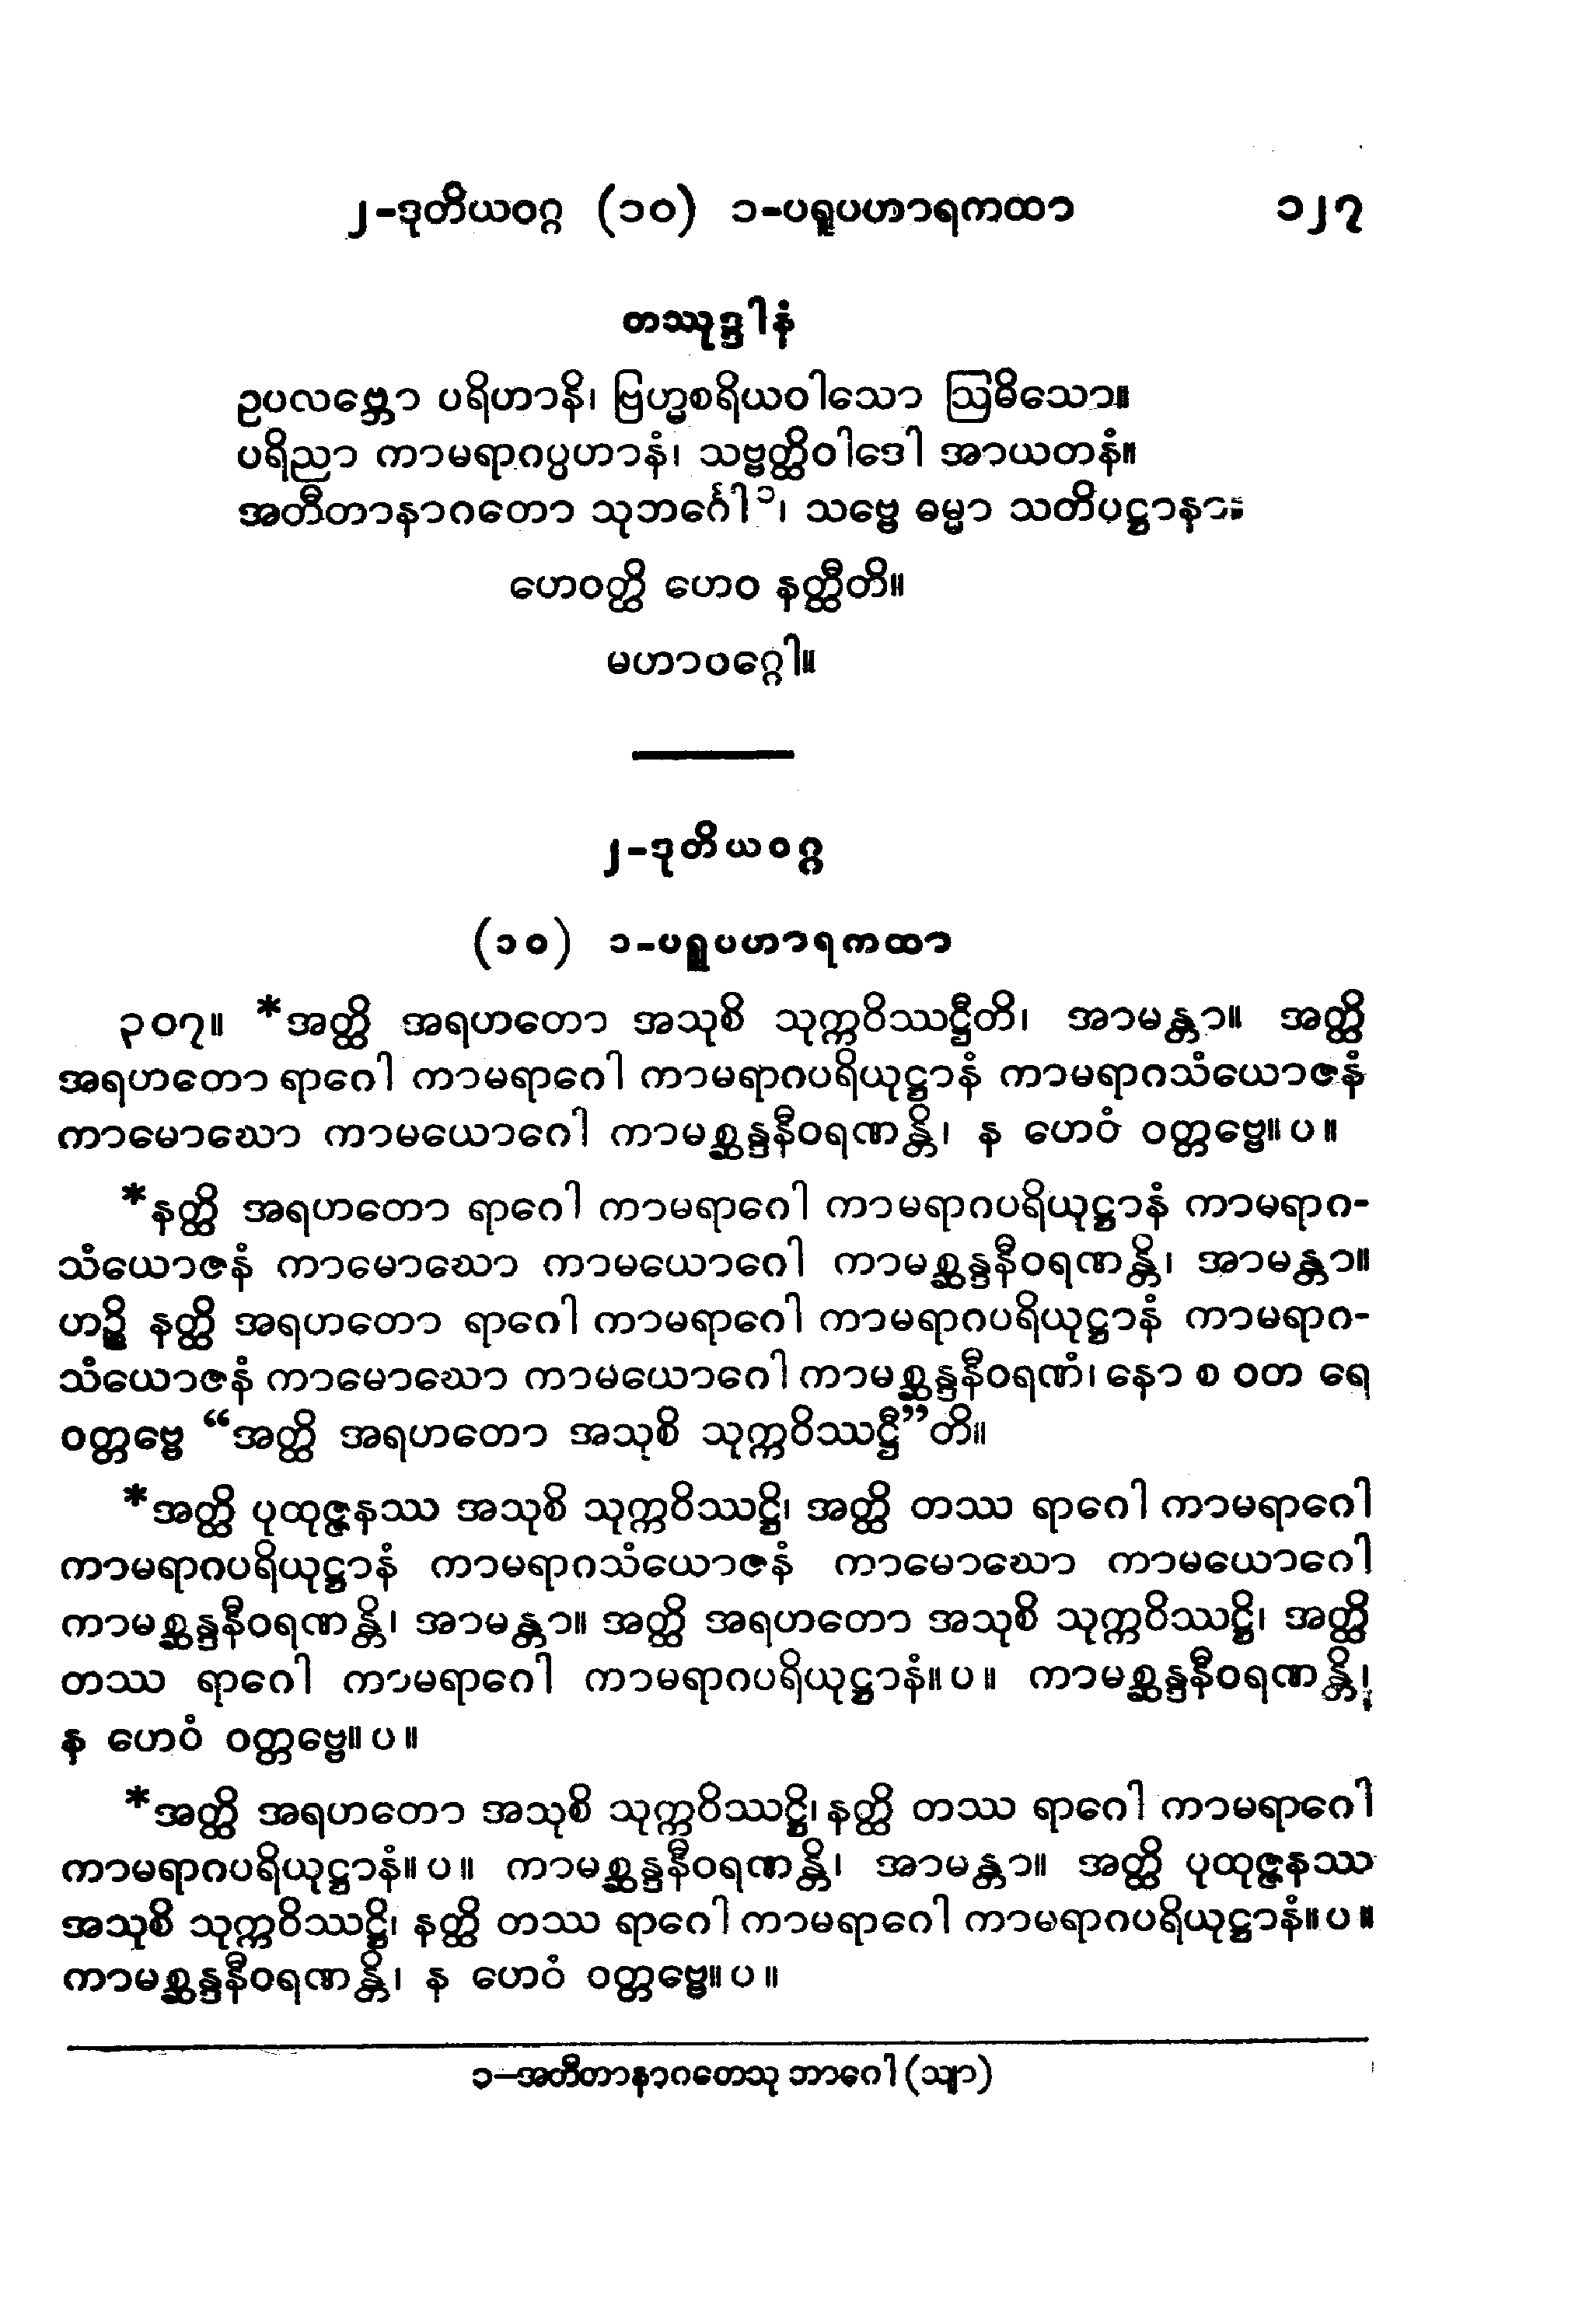 ၂-ဒုတိယဝဂ္ဂ (၁၀) ၁-ပရူပဟာရကထာ ၁၂၇
တဿုဒ္ဒါနံ
ဥပလဗ္ဘော ပရိဟာနိ၊ ဗြဟ္မစရိယဝါသော ဩဓိသော။
ပရိညာ ကာမရာဂပ္ပဟာနံ၊ သဗ္ဗတ္ထိဝါဒေါ အာယတနံ။
အတီတာနာဂတော သုဘင်္ဂေါ၁၊ သဗ္ဗေ ဓမ္မာ သတိပဋ္ဌာနာ။
ဟေဝတ္ထိ ဟေဝ နတ္ထီတိ။
မဟာဝဂ္ဂေါ။
၂-ဒုတိယဝဂ္ဂ
(၁၀) ၁-ပရူပဟာရကထာ
၃၀၇။ *အတ္ထိ အရဟတော အသုစိ သုက္ကဝိဿဋ္ဌီတိ၊ အာမန္တာ။ အတ္ထိ
အရဟတော ရာဂေါ ကာမရာဂေါ ကာမရာဂပရိယုဋ္ဌာနံ ကာမရာဂသံယောဇနံ
ကာမောဃော ကာမယောဂေါ ကာမစ္ဆန္ဒနီဝရဏန္တိ၊ န ဟေဝံ ဝတ္တဗ္ဗေ။ ပ ။
*နတ္ထိ အရဟတော ရာဂေါ ကာမရာဂေါ ကာမရာဂပရိယုဋ္ဌာနံ ကာမရာဂ-
သံယောဇနံ ကာမောဃော ကာမယောဂေါ ကာမစ္ဆန္ဒနီဝရဏန္တိ၊ အာမန္တာ။
ဟဉ္စိ နတ္ထိ အရဟတော ရာဂေါ ကာမရာဂေါ ကာမရာဂပရိယုဋ္ဌာနံ ကာမရာဂ-
သံယောဇနံ ကာမောဃော ကာမယောဂေါ ကာမစ္ဆန္ဒနီဝရဏံ၊ နော စ ဝတ ရေ
ဝတ္တဗ္ဗေ “အတ္ထိ အရဟတော အသုစိ သုက္ကဝိဿဋ္ဌီ”တိ။
*အတ္ထိ ပုထုဇ္ဇနဿ အသုစိ သုက္ကဝိဿဋ္ဌိ၊ အတ္ထိ တဿ ရာဂေါ ကာမရာဂေါ
ကာမရာဂပရိယုဋ္ဌာနံ ကာမရာဂသံယောဇနံ ကာမောဃော ကာမယောဂေါ
ကာမစ္ဆန္ဒနီဝရဏန္တိ၊ အာမန္တာ။ အတ္ထိ အရဟတော အသုစိ သုက္ကဝိဿဋ္ဌိ၊ အတ္ထိ
တဿ ရာဂေါ ကာမရာဂေါ ကာမရာဂပရိယုဋ္ဌာနံ။ ပ ။ ကာမစ္ဆန္ဒနီဝရဏန္တိ၊
န ဟေဝံ ဝတ္တဗ္ဗေ။ ပ ။
*အတ္ထိ အရဟတော အသုစိ သုက္ကဝိဿဋ္ဌိ၊ နတ္ထိ တဿ ရာဂေါ ကာမရာဂေါ
ကာမရာဂပရိယုဋ္ဌာနံ။ ပ ။ ကာမစ္ဆန္ဒနီဝရဏန္တိ၊ အာမန္တာ။ အတ္ထိ ပုထုဇ္ဇနဿ
အသုစိ သုက္ကဝိဿဋ္ဌိ၊ နတ္ထိ တဿ ရာဂေါ ကာမရာဂေါ ကာမရာဂပရိယုဋ္ဌာနံ။ ပ ။
ကာမစ္ဆန္ဒနီဝရဏန္တိ၊ န ဟေဝံ ဝတ္တဗ္ဗေ။ ပ ။
၁–အတီတာနာဂတေသု ဘာဂေါ (သျာ)